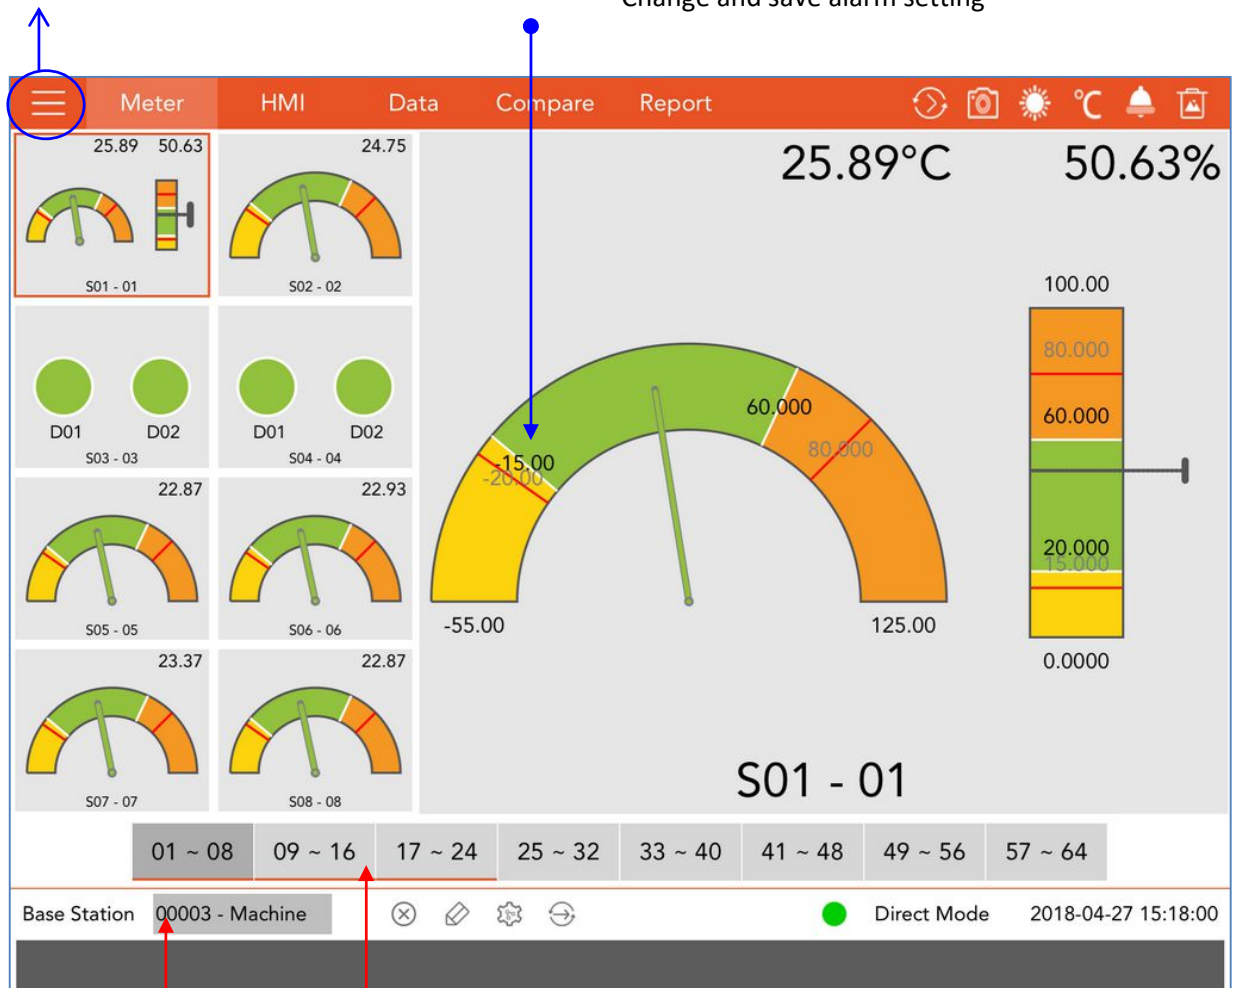 Change and save alarm setting
Meter HMI Data Compare Report °C
25.89 50.63
S01 - 01
24.75
S02 - 02
D01 D02
S03 - 03
D01 D02
S04 - 04
22.87
S05 - 05
22.93
S06 - 06
23.37
S07 - 07
22.87
S08 - 08
25.89°C 50.63%
60.000
80.000
-15.00
-20.00
-55.00 125.00
100.00
80.000
60.000
20.000
15.000
0.0000
S01 - 01
01 ~ 08 09 ~ 16 17 ~ 24 25 ~ 32 33 ~ 40 41 ~ 48 49 ~ 56 57 ~ 64
Base Station 00003 - Machine Direct Mode 2018-04-27 15:18:00